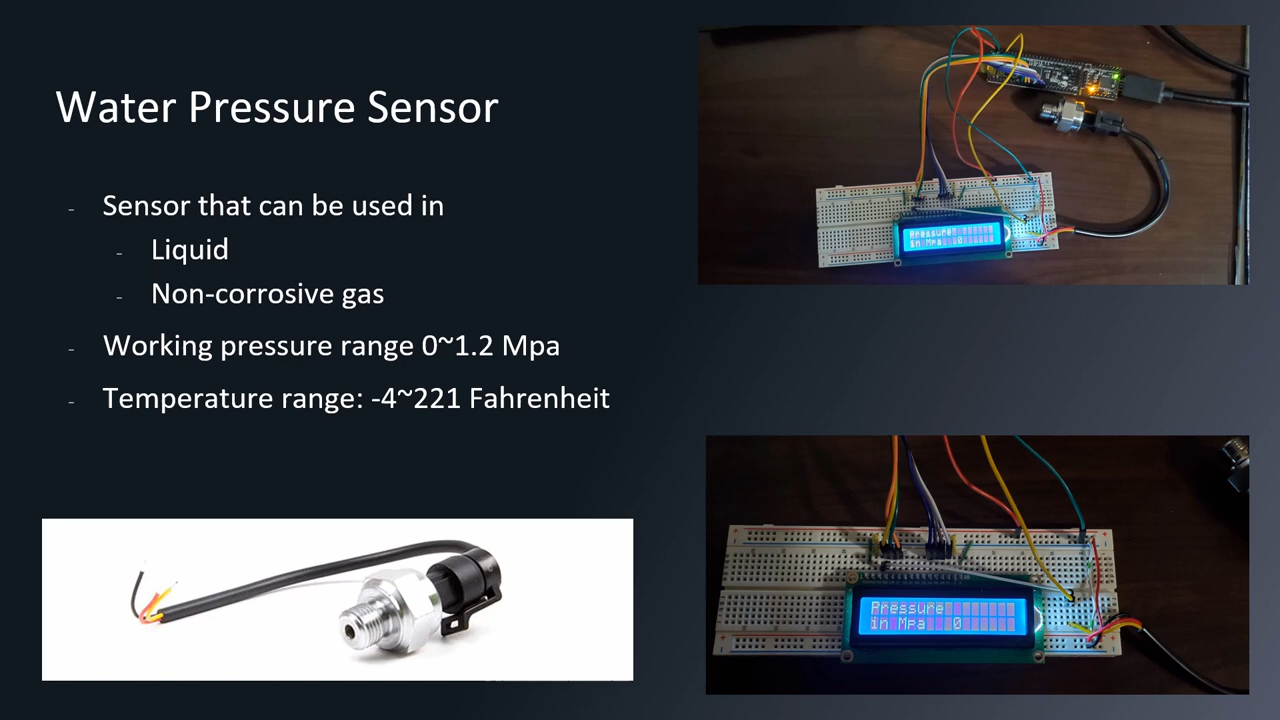 Water Pressure Sensor
- Sensor that can be used in
- Liquid
- Non-corrosive gas
- Working pressure range 0~1.2 Mpa
- Temperature range: -4~221 Fahrenheit
Pressure
in Mpa 0
Pressure
in Mpa 0